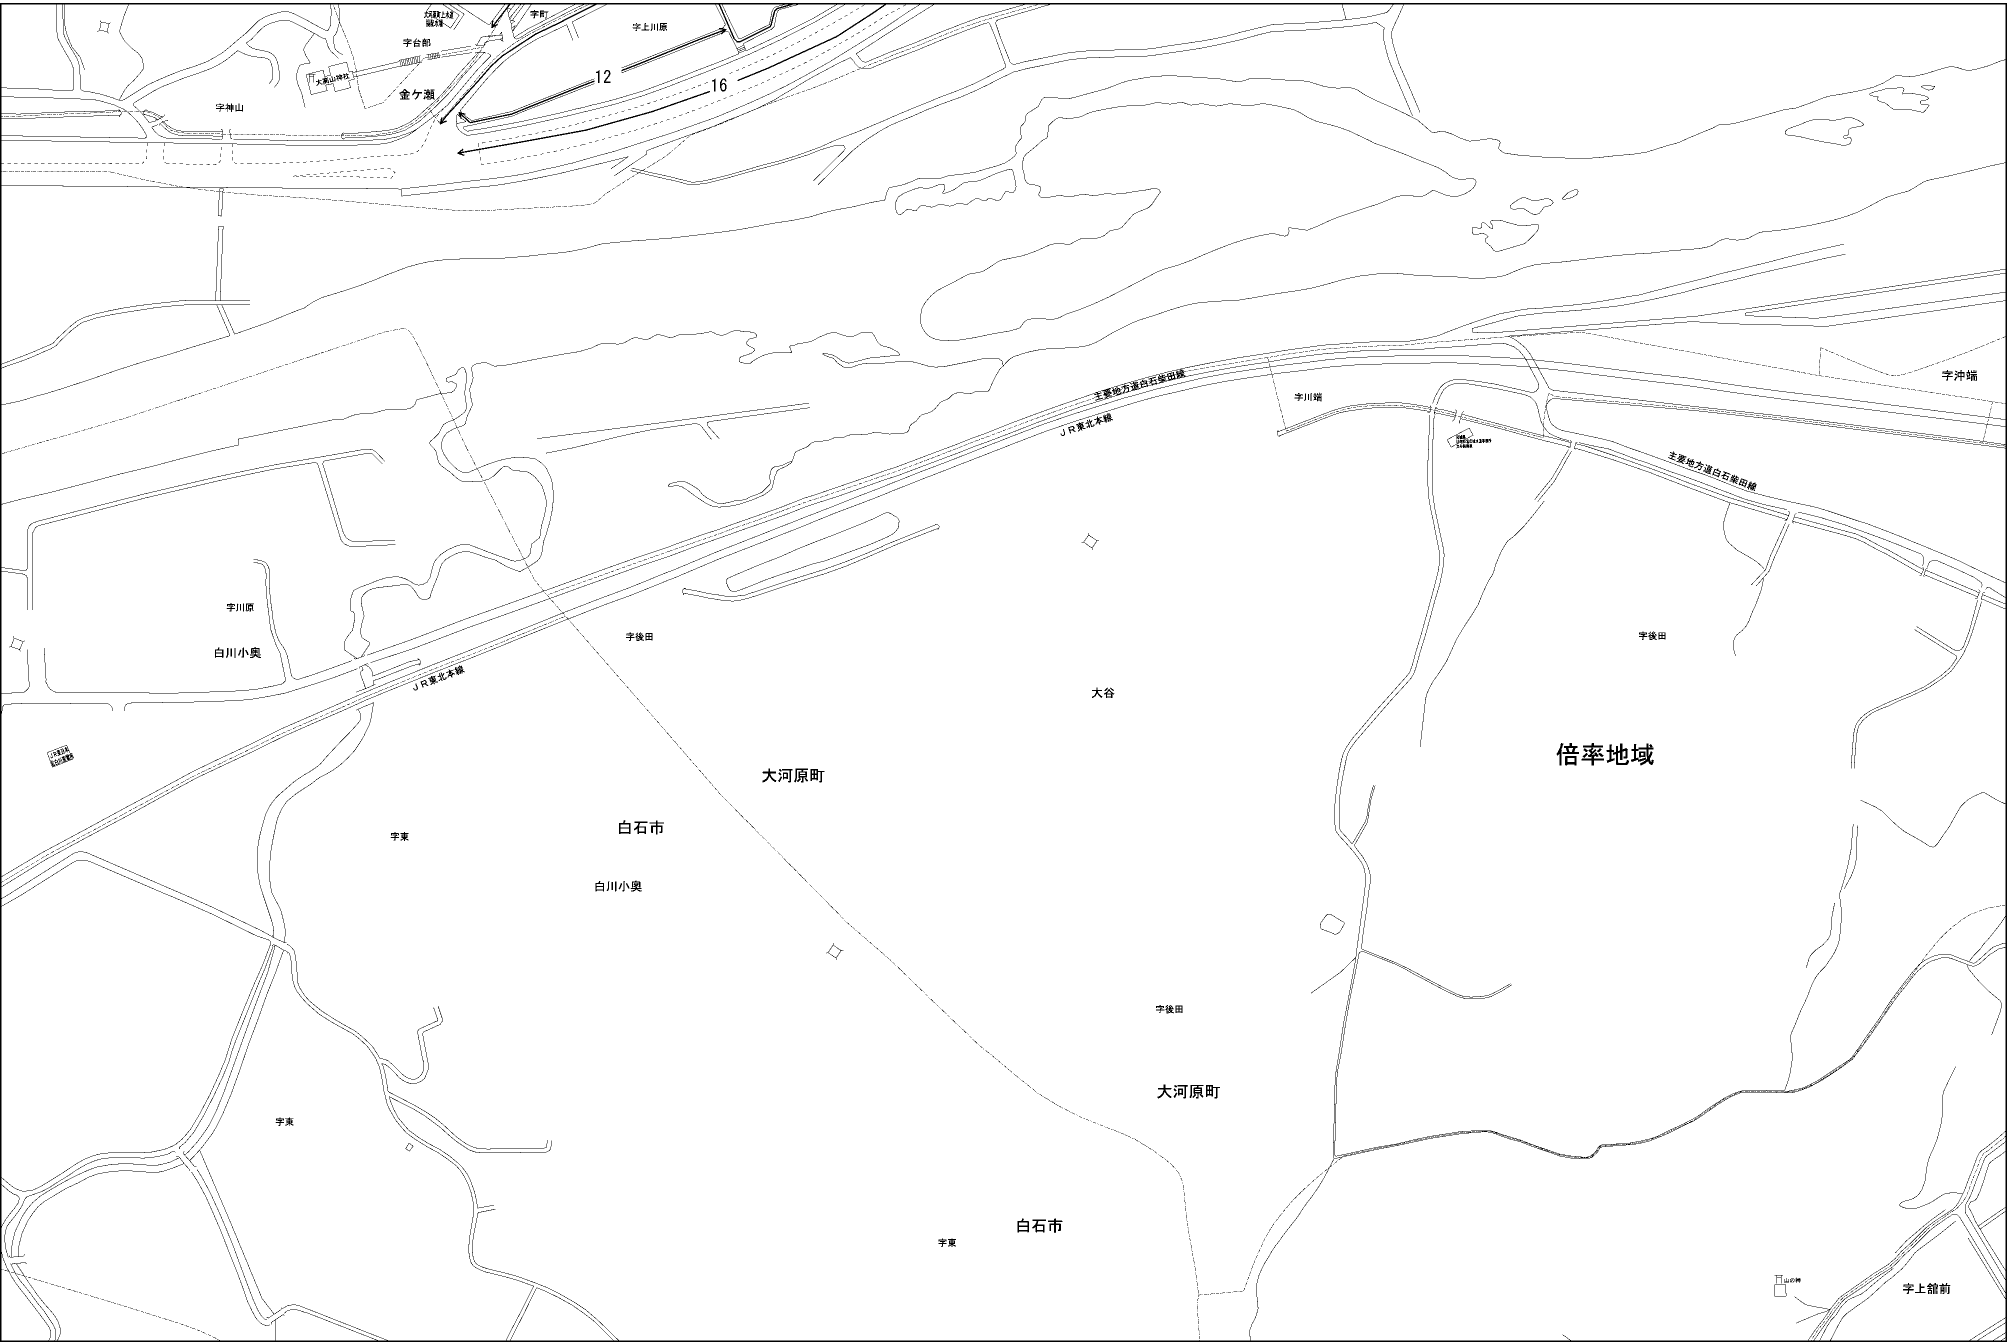 字町
字上川原
字台部
大高山神社
12
16
金ケ瀬
字神山
字沖端
主要地方道白石柴田線
字川端
JR東北本線
主要地方道白石柴田線
字川原
字後田
字後田
白川小奥
JR東北本線
大谷
倍率地域
大河原町
白石市
字東
白川小奥
字後田
大河原町
字東
白石市
字東
山の神
字上舘前